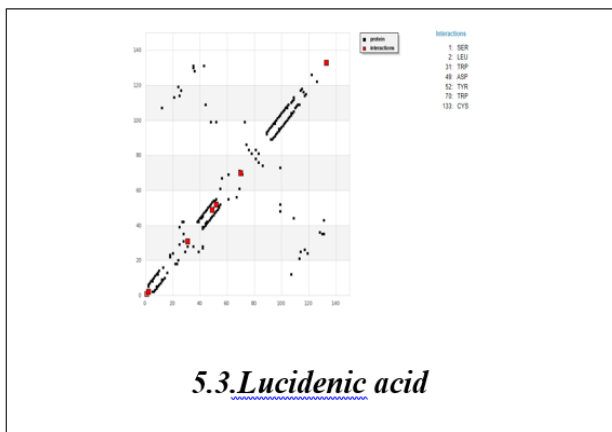 protein
interactions
Interactions
1: SER
2: LEU
31: TRP
49: ASP
52: TYR
70: TRP
133: CYS
140
120
100
80
60
40
20
0
0 20 40 60 80 100 120 140
5.3.Lucidenic acid